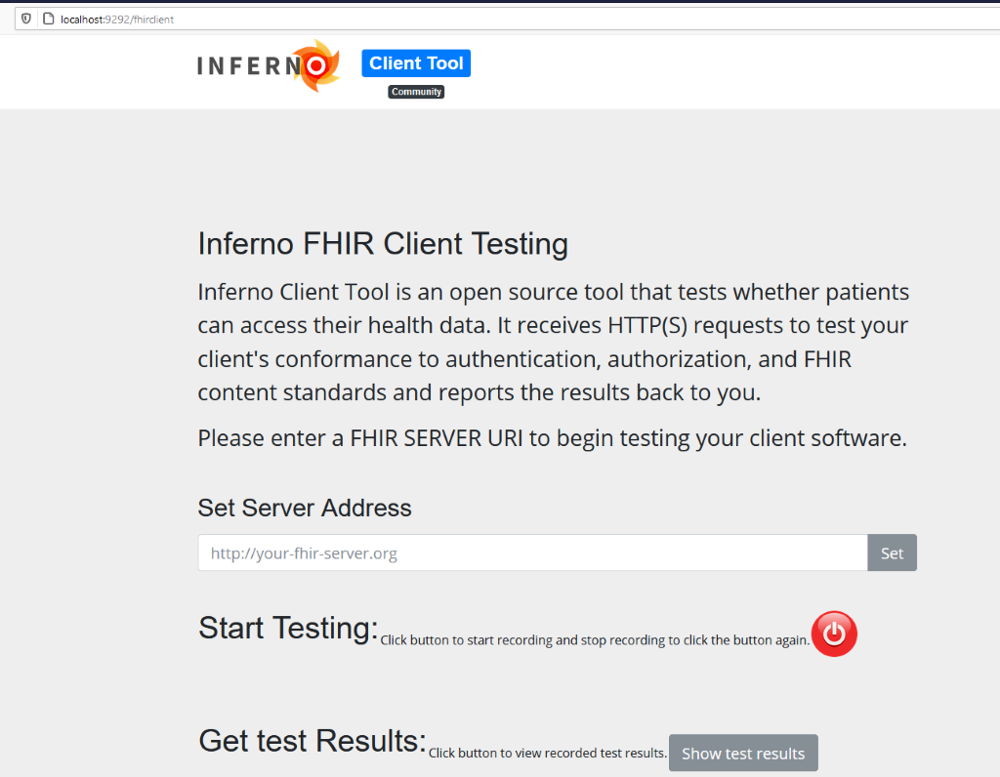 localhost:9292/fhirclient
INFERNO
Client Tool
Community
Inferno FHIR Client Testing
Inferno Client Tool is an open source tool that tests whether patients
can access their health data. It receives HTTP(S) requests to test your
client's conformance to authentication, authorization, and FHIR
content standards and reports the results back to you.
Please enter a FHIR SERVER URI to begin testing your client software.
Set Server Address
http://your-fhir-server.org
Set
Start Testing: Click button to start recording and stop recording to click the button again.
Get test Results: Click button to view recorded test results. Show test results